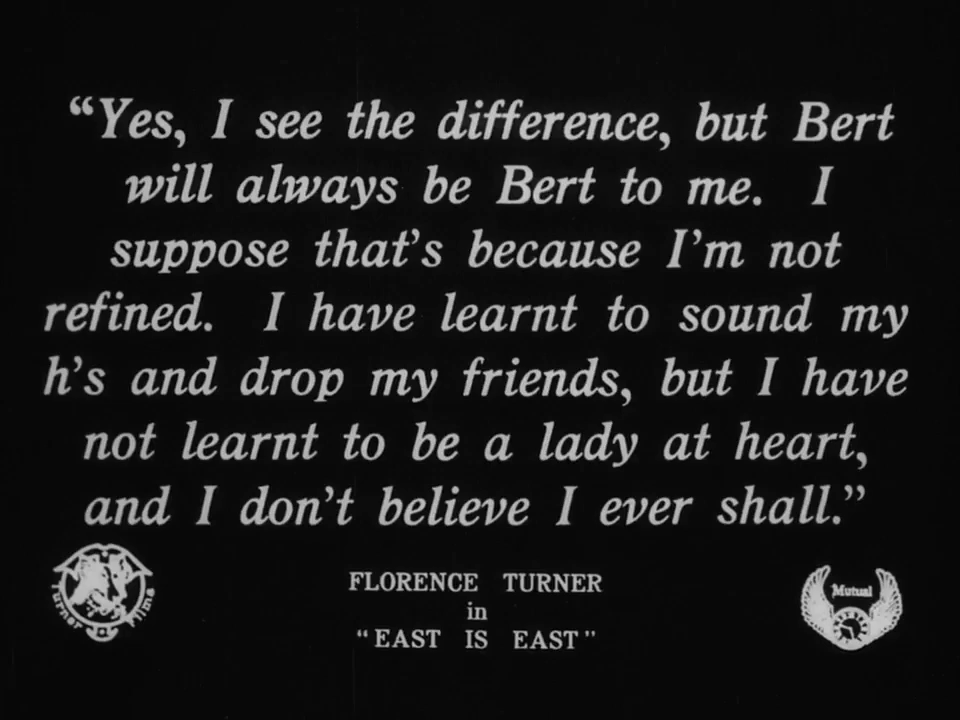 “Yes, I see the difference, but Bert
will always be Bert to me. I
suppose that's because I'm not
refined. I have learnt to sound my
h's and drop my friends, but I have
not learnt to be a lady at heart,
and I don't believe I ever shall.”
Turner Films
FLORENCE TURNER
in
“EAST IS EAST”
Mutual